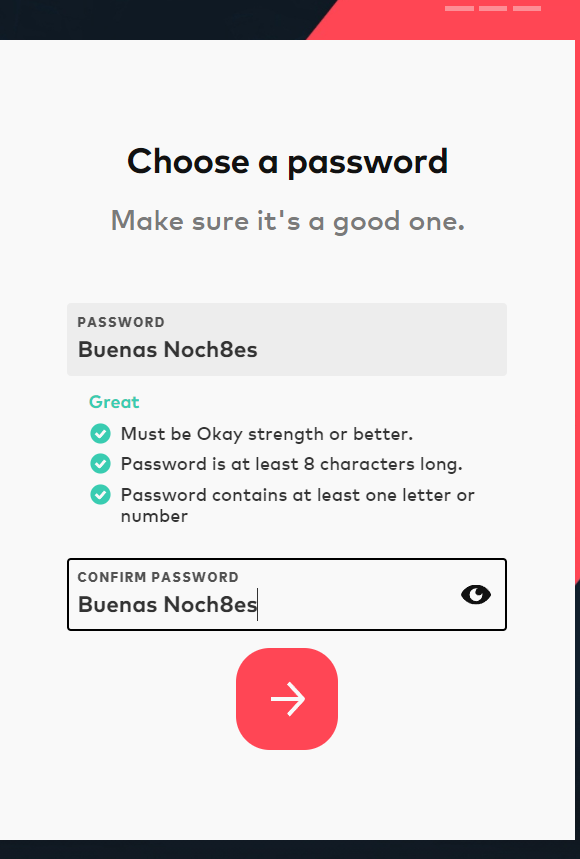 Choose a password
Make sure it's a good one.
PASSWORD
Buenas Noch8es
Great
Must be Okay strength or better.
Password is at least 8 characters long.
Password contains at least one letter or
number
CONFIRM PASSWORD
Buenas Noch8es